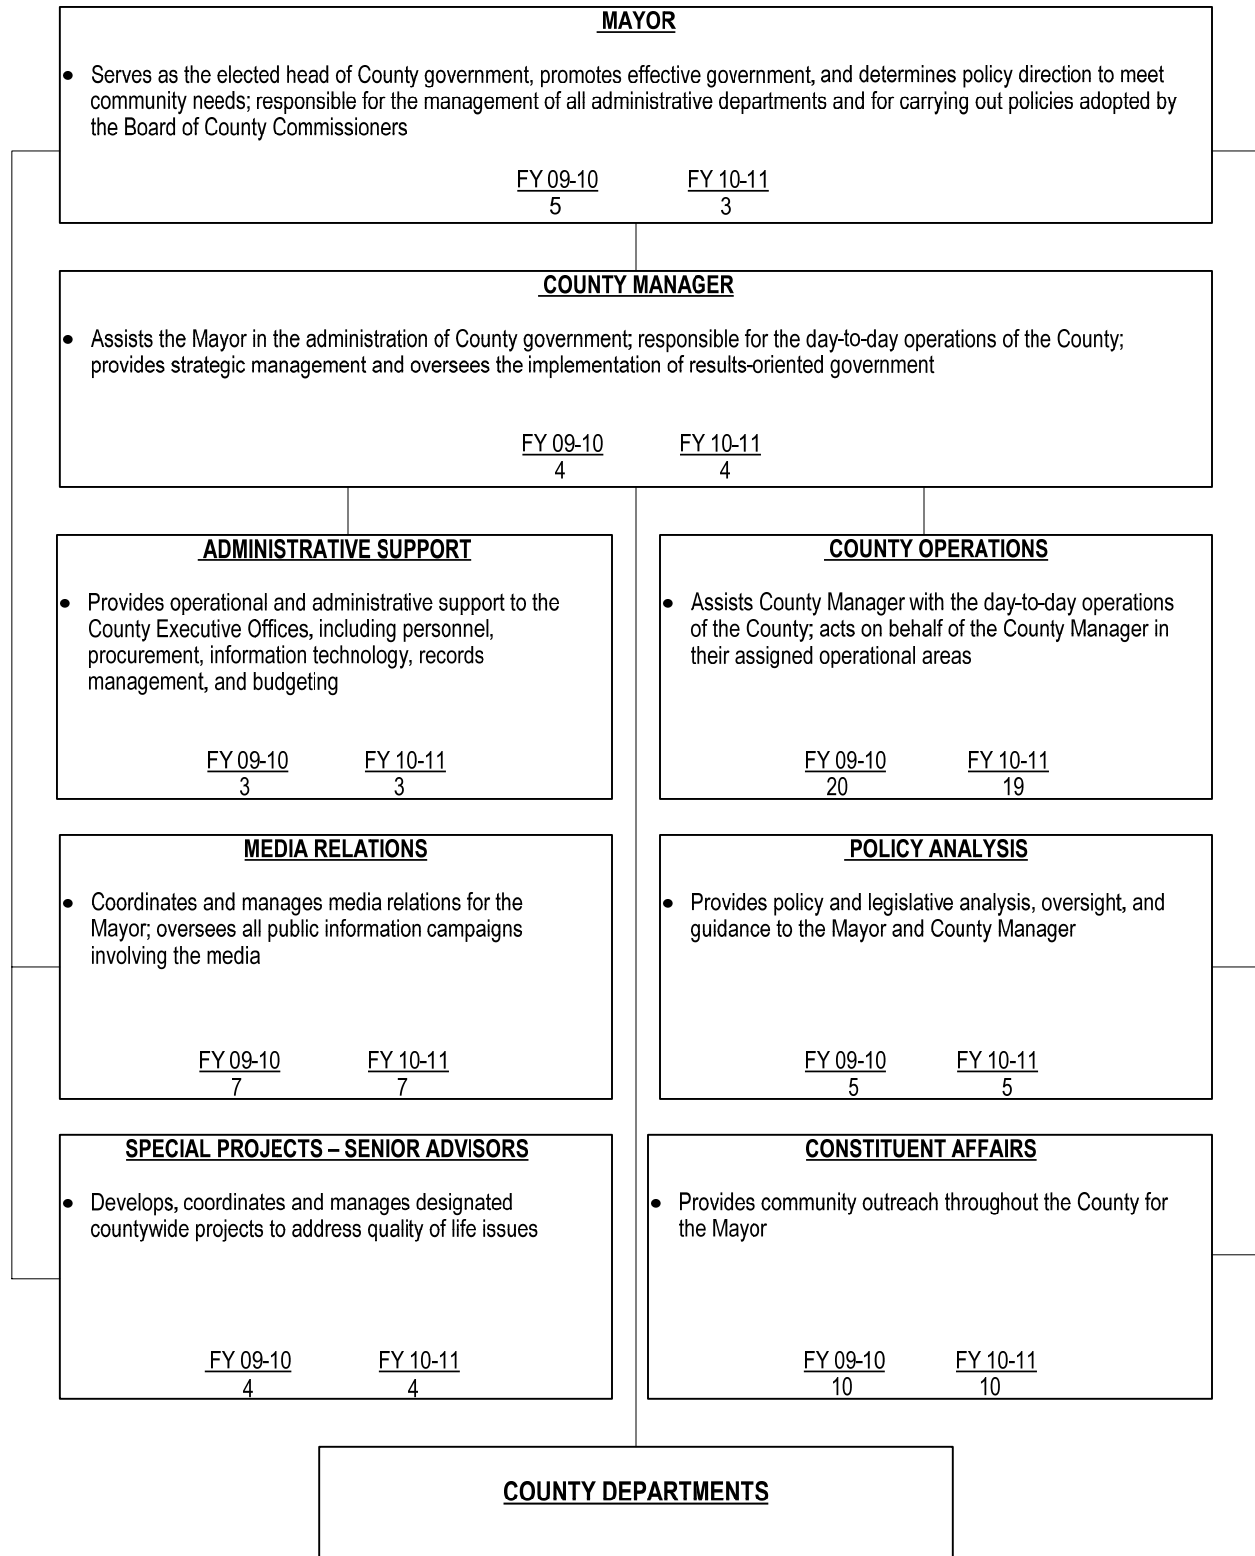 MAYOR
• Serves as the elected head of County government, promotes effective government, and determines policy direction to meet
community needs; responsible for the management of all administrative departments and for carrying out policies adopted by
the Board of County Commissioners
FY 09-10 FY 10-11
5 3
COUNTY MANAGER
• Assists the Mayor in the administration of County government; responsible for the day-to-day operations of the County;
provides strategic management and oversees the implementation of results-oriented government
FY 09-10 FY 10-11
4 4
ADMINISTRATIVE SUPPORT
• Provides operational and administrative support to the
County Executive Offices, including personnel,
procurement, information technology, records
management, and budgeting
FY 09-10 FY 10-11
3 3
COUNTY OPERATIONS
• Assists County Manager with the day-to-day operations
of the County; acts on behalf of the County Manager in
their assigned operational areas
FY 09-10 FY 10-11
20 19
MEDIA RELATIONS
• Coordinates and manages media relations for the
Mayor; oversees all public information campaigns
involving the media
FY 09-10 FY 10-11
7 7
POLICY ANALYSIS
• Provides policy and legislative analysis, oversight, and
guidance to the Mayor and County Manager
FY 09-10 FY 10-11
5 5
SPECIAL PROJECTS – SENIOR ADVISORS
• Develops, coordinates and manages designated
countywide projects to address quality of life issues
FY 09-10 FY 10-11
4 4
CONSTITUENT AFFAIRS
• Provides community outreach throughout the County for
the Mayor
FY 09-10 FY 10-11
10 10
COUNTY DEPARTMENTS